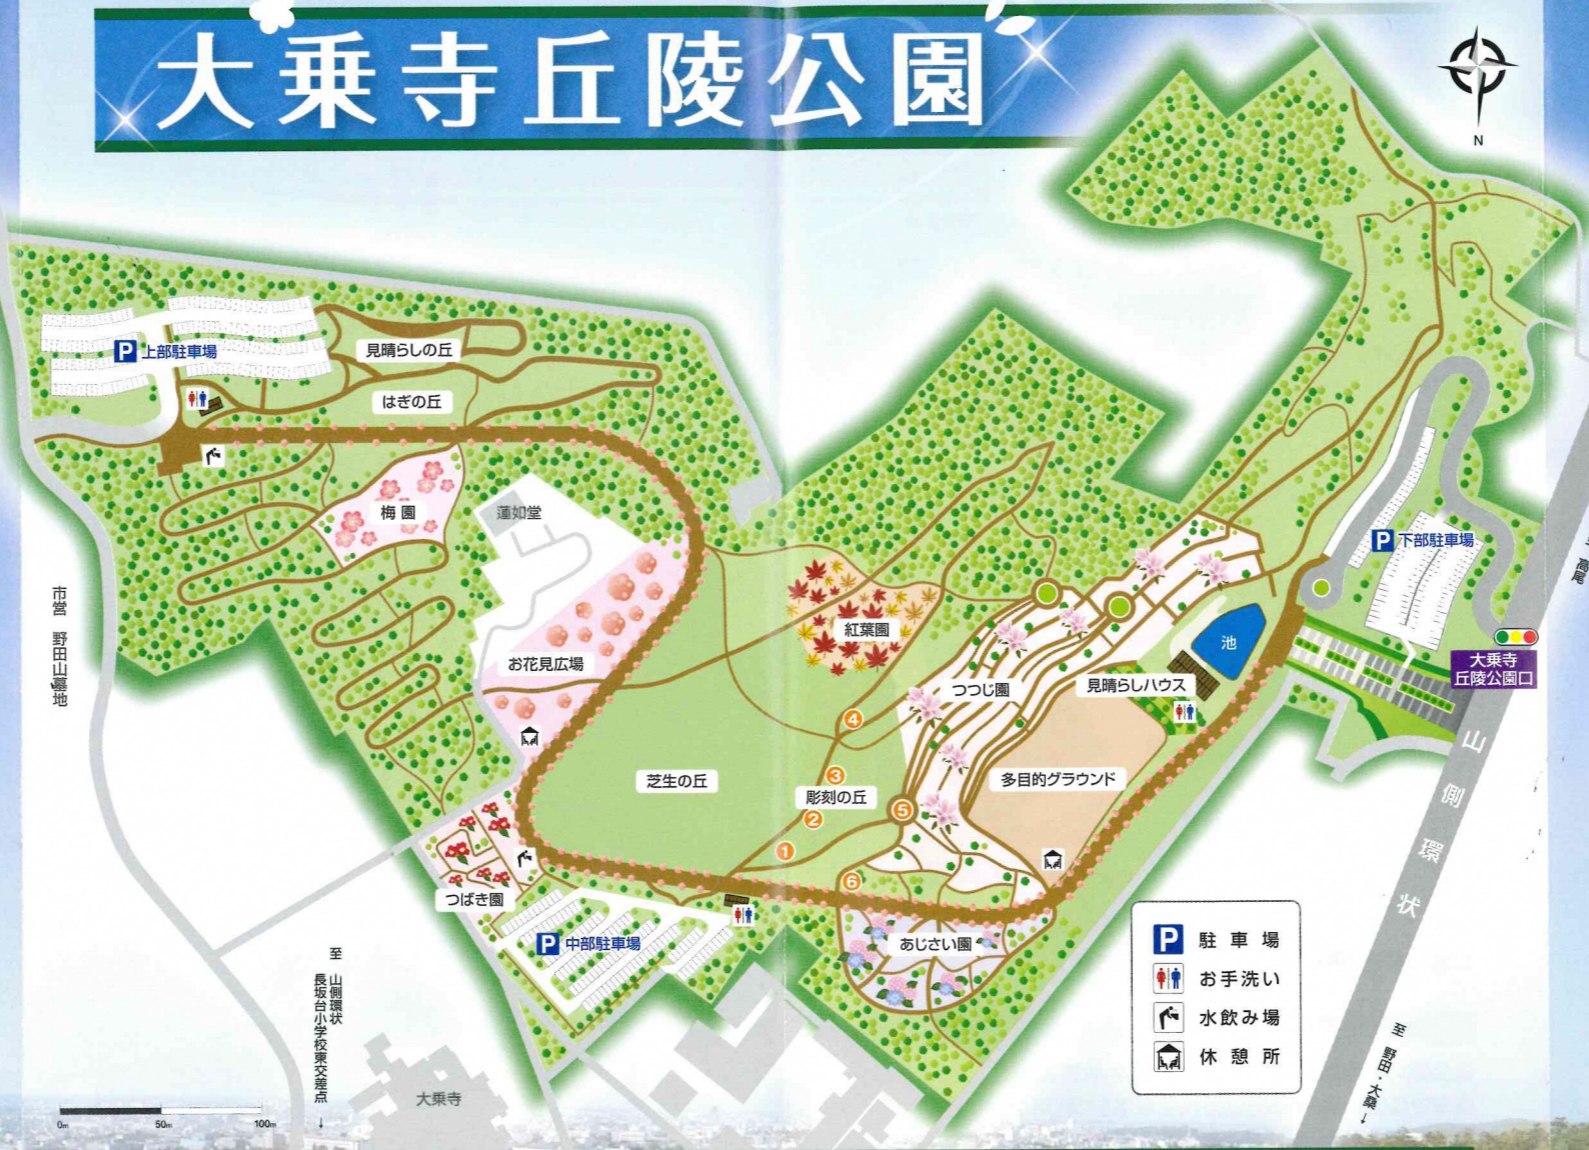 大乗寺丘陵公園
N
P 上部駐車場
見晴らしの丘
はぎの丘
梅園
蓮如堂
お花見広場
市営 野田山墓地
紅葉園
つつじ園
見晴らしハウス
池
P 下部駐車場
至 高尾
大乗寺
丘陵公園口
芝生の丘
彫刻の丘
1
2
3
4
5
6
多目的グラウンド
山側環状
つばき園
P 中部駐車場
あじさい園
至 山側環状
長坂台小学校東交差点
大乗寺
至 野田・大桑
P 駐車場
お手洗い
水飲み場
休憩所
0m 50m 100m